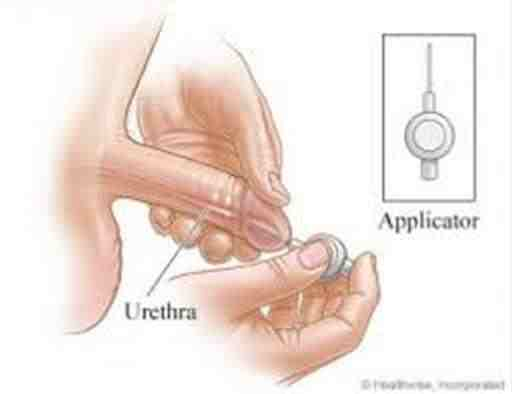 Applicator
Urethra
© Healthwise, Incorporated